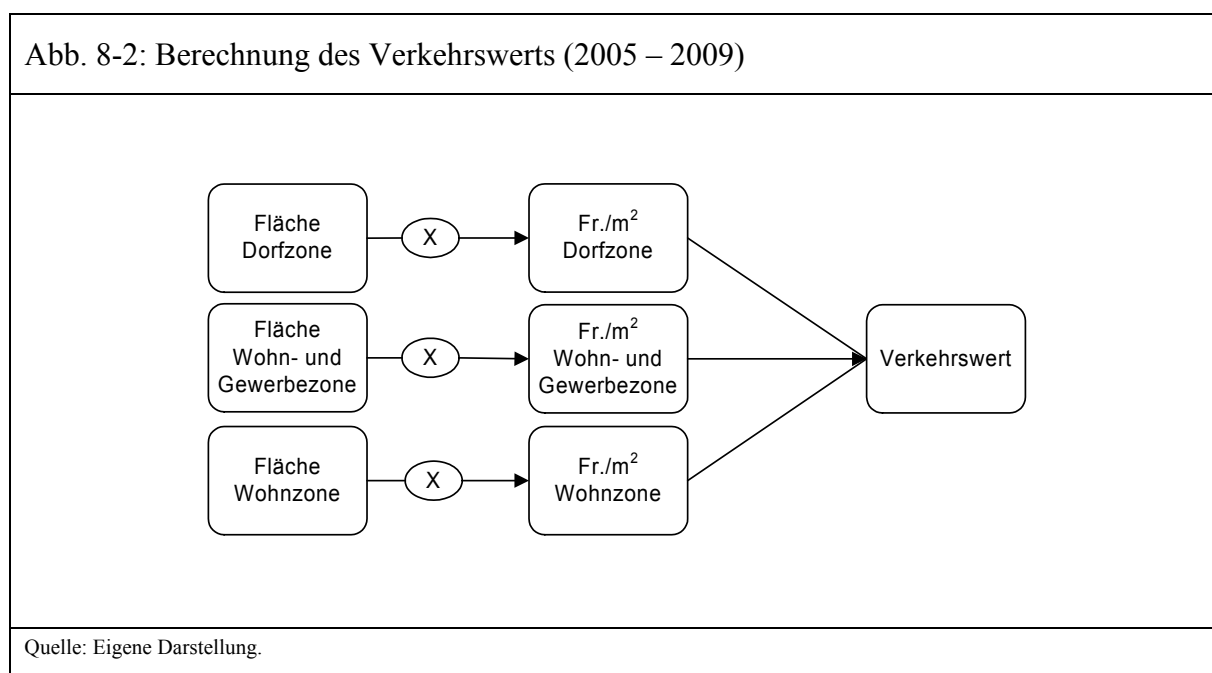 Abb. 8-2: Berechnung des Verkehrswerts (2005 – 2009)
Fläche
Dorfzone
X
Fr./m²
Dorfzone
Fläche
Wohn- und
Gewerbezone
X
Fr./m²
Wohn- und
Gewerbezone
Verkehrswert
Fläche
Wohnzone
X
Fr./m²
Wohnzone
Quelle: Eigene Darstellung.